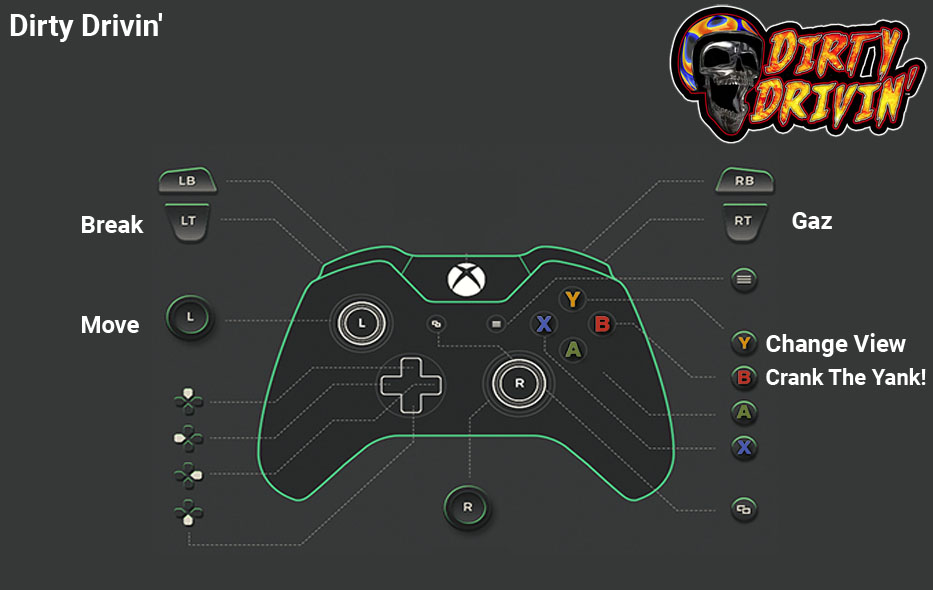 Dirty Drivin'
DIRTY
DRIVIN'
LB
RB
Break
LT
RT
Gaz
Move
L
L
Y
X
B
A
R
Y Change View
B Crank The Yank!
A
X
R